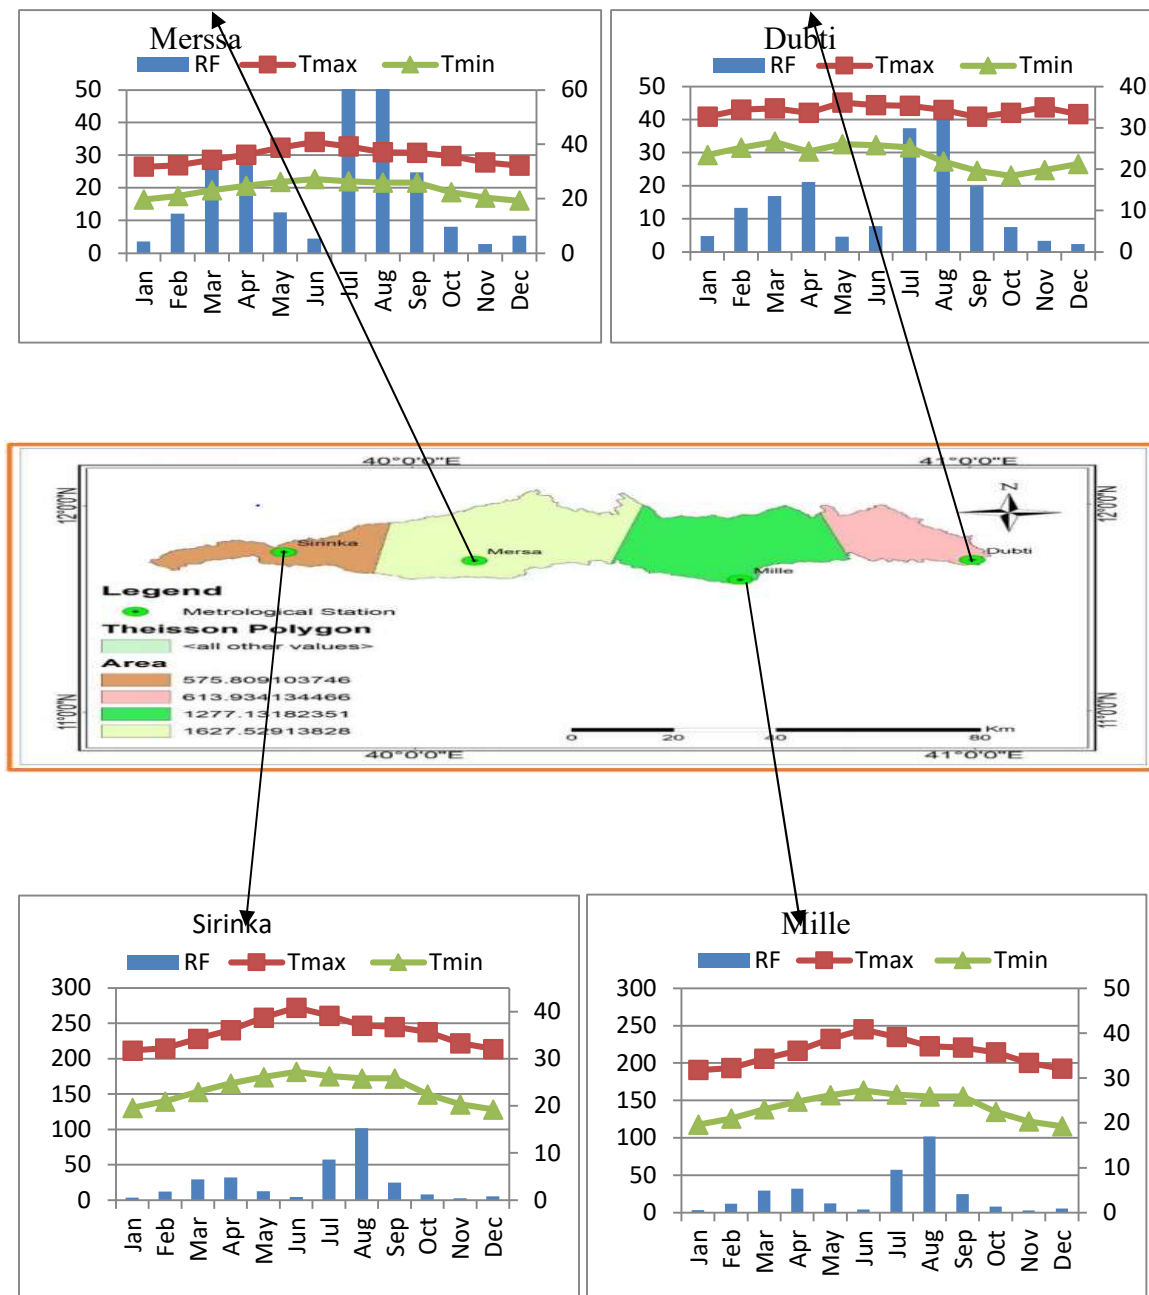 Merssa
RF Tmax Tmin
50 60
40
40
30
20
20
10
0 0
Jan Feb Mar Apr May Jun Jul Aug Sep Oct Nov Dec
Dubti
RF Tmax Tmin
50 40
40
30
30
20
20
10
10
0 0
Jan Feb Mar Apr May Jun Jul Aug Sep Oct Nov Dec
40°0'0"E 41°0'0"E
12°0'0"N 12°0'0"N
N
Sirinka
Mersa
Dubti
Mille
Legend
Metrological Station
Theisson Polygon
<all other values>
Area
575.809103746
613.934134466
1277.13182351
1627.52913828
11°0'0"N 11°0'0"N
Km
0 20 40 80
40°0'0"E 41°0'0"E
Sirinka
RF Tmax Tmin
300
40
250
200
30
150
20
100
10
50
0 0
Jan Feb Mar Apr May Jun Jul Aug Sep Oct Nov Dec
Mille
RF Tmax Tmin
300 50
250
40
200
30
150
20
100
10
50
0 0
Jan Feb Mar Apr May Jun Jul Aug Sep Oct Nov Dec